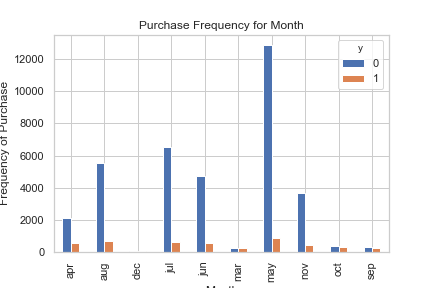 Purchase Frequency for Month
Frequency of Purchase
12000
10000
8000
6000
4000
2000
0
y
0
1
apr
aug
dec
jul
jun
mar
may
nov
oct
sep